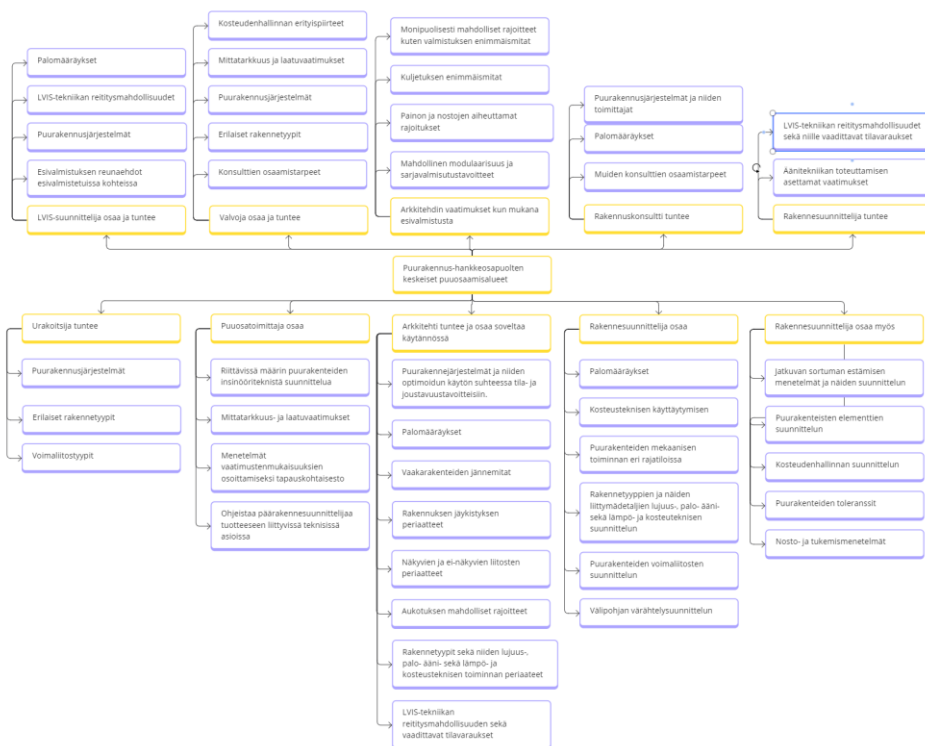 Palomääräykset
LVIS-tekniikan reititysmahdollisuudet
Puurakennusjärjestelmät
Esivalmistuksen reunaehdot
esivalmistetuissa kohteissa
LVIS-suunnittelija osaa ja tuntee
Kosteudenhallinnan erityispiirteet
Mittatarkkuus ja laatuvaatimukset
Puurakennusjärjestelmät
Erilaiset rakennetyypit
Konsulttien osaamistarpeet
Valvoja osaa ja tuntee
Monipuolisesti mahdolliset rajoitteet
kuten valmistuksen enimmäismitat
Kuljetuksen enimmäismitat
Painon ja nostojen aiheuttamat
rajoitukset
Mahdollinen modulaarisuus ja
sarjavalmisutustavoitteet
Arkkitehdin vaatimukset kun mukana
esivalmistusta
Puurakennusjärjestelmät ja niiden
toimittajat
Palomääräykset
Muiden konsulttien osaamistarpeet
Rakennuskonsultti tuntee
LVIS-tekniikan reititysmahdollisuudet
sekä niille vaadittavat tilavaraukset
Äänitekniikan toteuttamisen
asettamat vaatimukset
Rakennesuunnittelija tuntee
Puurakennus-hankkeosapuolten
keskeiset puuosaamisalueet
Urakoitsija tuntee
Puurakennusjärjestelmät
Erilaiset rakennetyypit
Voimaliitostyypit
Puuosatoimittaja osaa
Riittävissä määrin puurakenteiden
insinööriteknistä suunnittelua
Mittatarkkuus- ja laatuvaatimukset
Menetelmät
vaatimustenmukaisuuksien
osoittamiseksi tapauskohtaisesto
Ohjeistaa päärakennesuunnittelijaa
tuotteeseen liittyvissä teknisissä
asioissa
Arkkitehti tuntee ja osaa soveltaa
käytännössä
Puurakennejärjestelmät ja niiden
optimoidun käytön suhteessa tila- ja
joustavuustavoitteisiin.
Palomääräykset
Vaakarakenteiden jännemitat
Rakennuksen jäykistyksen
periaatteet
Näkyvien ja ei-näkyvien liitosten
periaatteet
Aukotuksen mahdolliset rajoitteet
Rakennetyypit sekä niiden lujuus-,
palo- ääni- sekä lämpö- ja
kosteusteknisen toiminnan periaateet
LVIS-tekniikan
reititysmahdollisuuden sekä
vaadittavat tilavaraukset
Rakennesuunnittelija osaa
Palomääräykset
Kosteusteknisen käyttäytymisen
Puurakenteiden mekaanisen
toiminnan eri rajatiloissa
Rakennetyyppien ja näiden
liittymädetaljien lujuus-, palo- ääni-
sekä lämpö- ja kosteuteknisen
suunnittelun
Puurakenteiden voimaliitosten
suunnittelun
Välipohjan värähtelysuunnittelun
Rakennesuunnittelija osaa myös
Jatkuvan sortuman estämisen
menetelmät ja näiden suunnittelun
Puurakenteisten elementtien
suunnittelun
Kosteudenhallinnan suunnittelun
Puurakenteiden toleranssit
Nosto- ja tukemismenetelmät